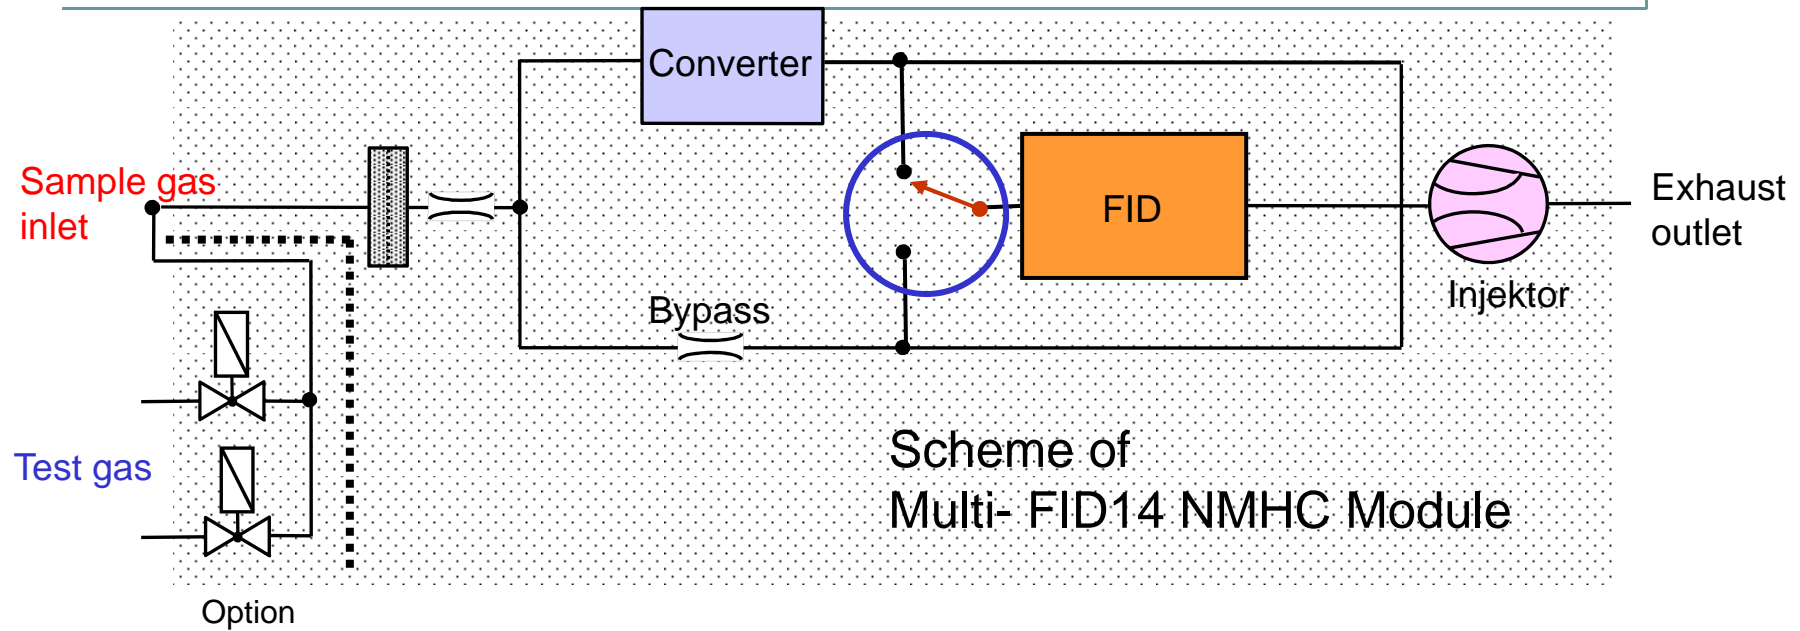 Converter
Sample gas
inlet
FID
Exhaust
outlet
Bypass
Injektor
Test gas
Scheme of
Multi- FID14 NMHC Module
Option